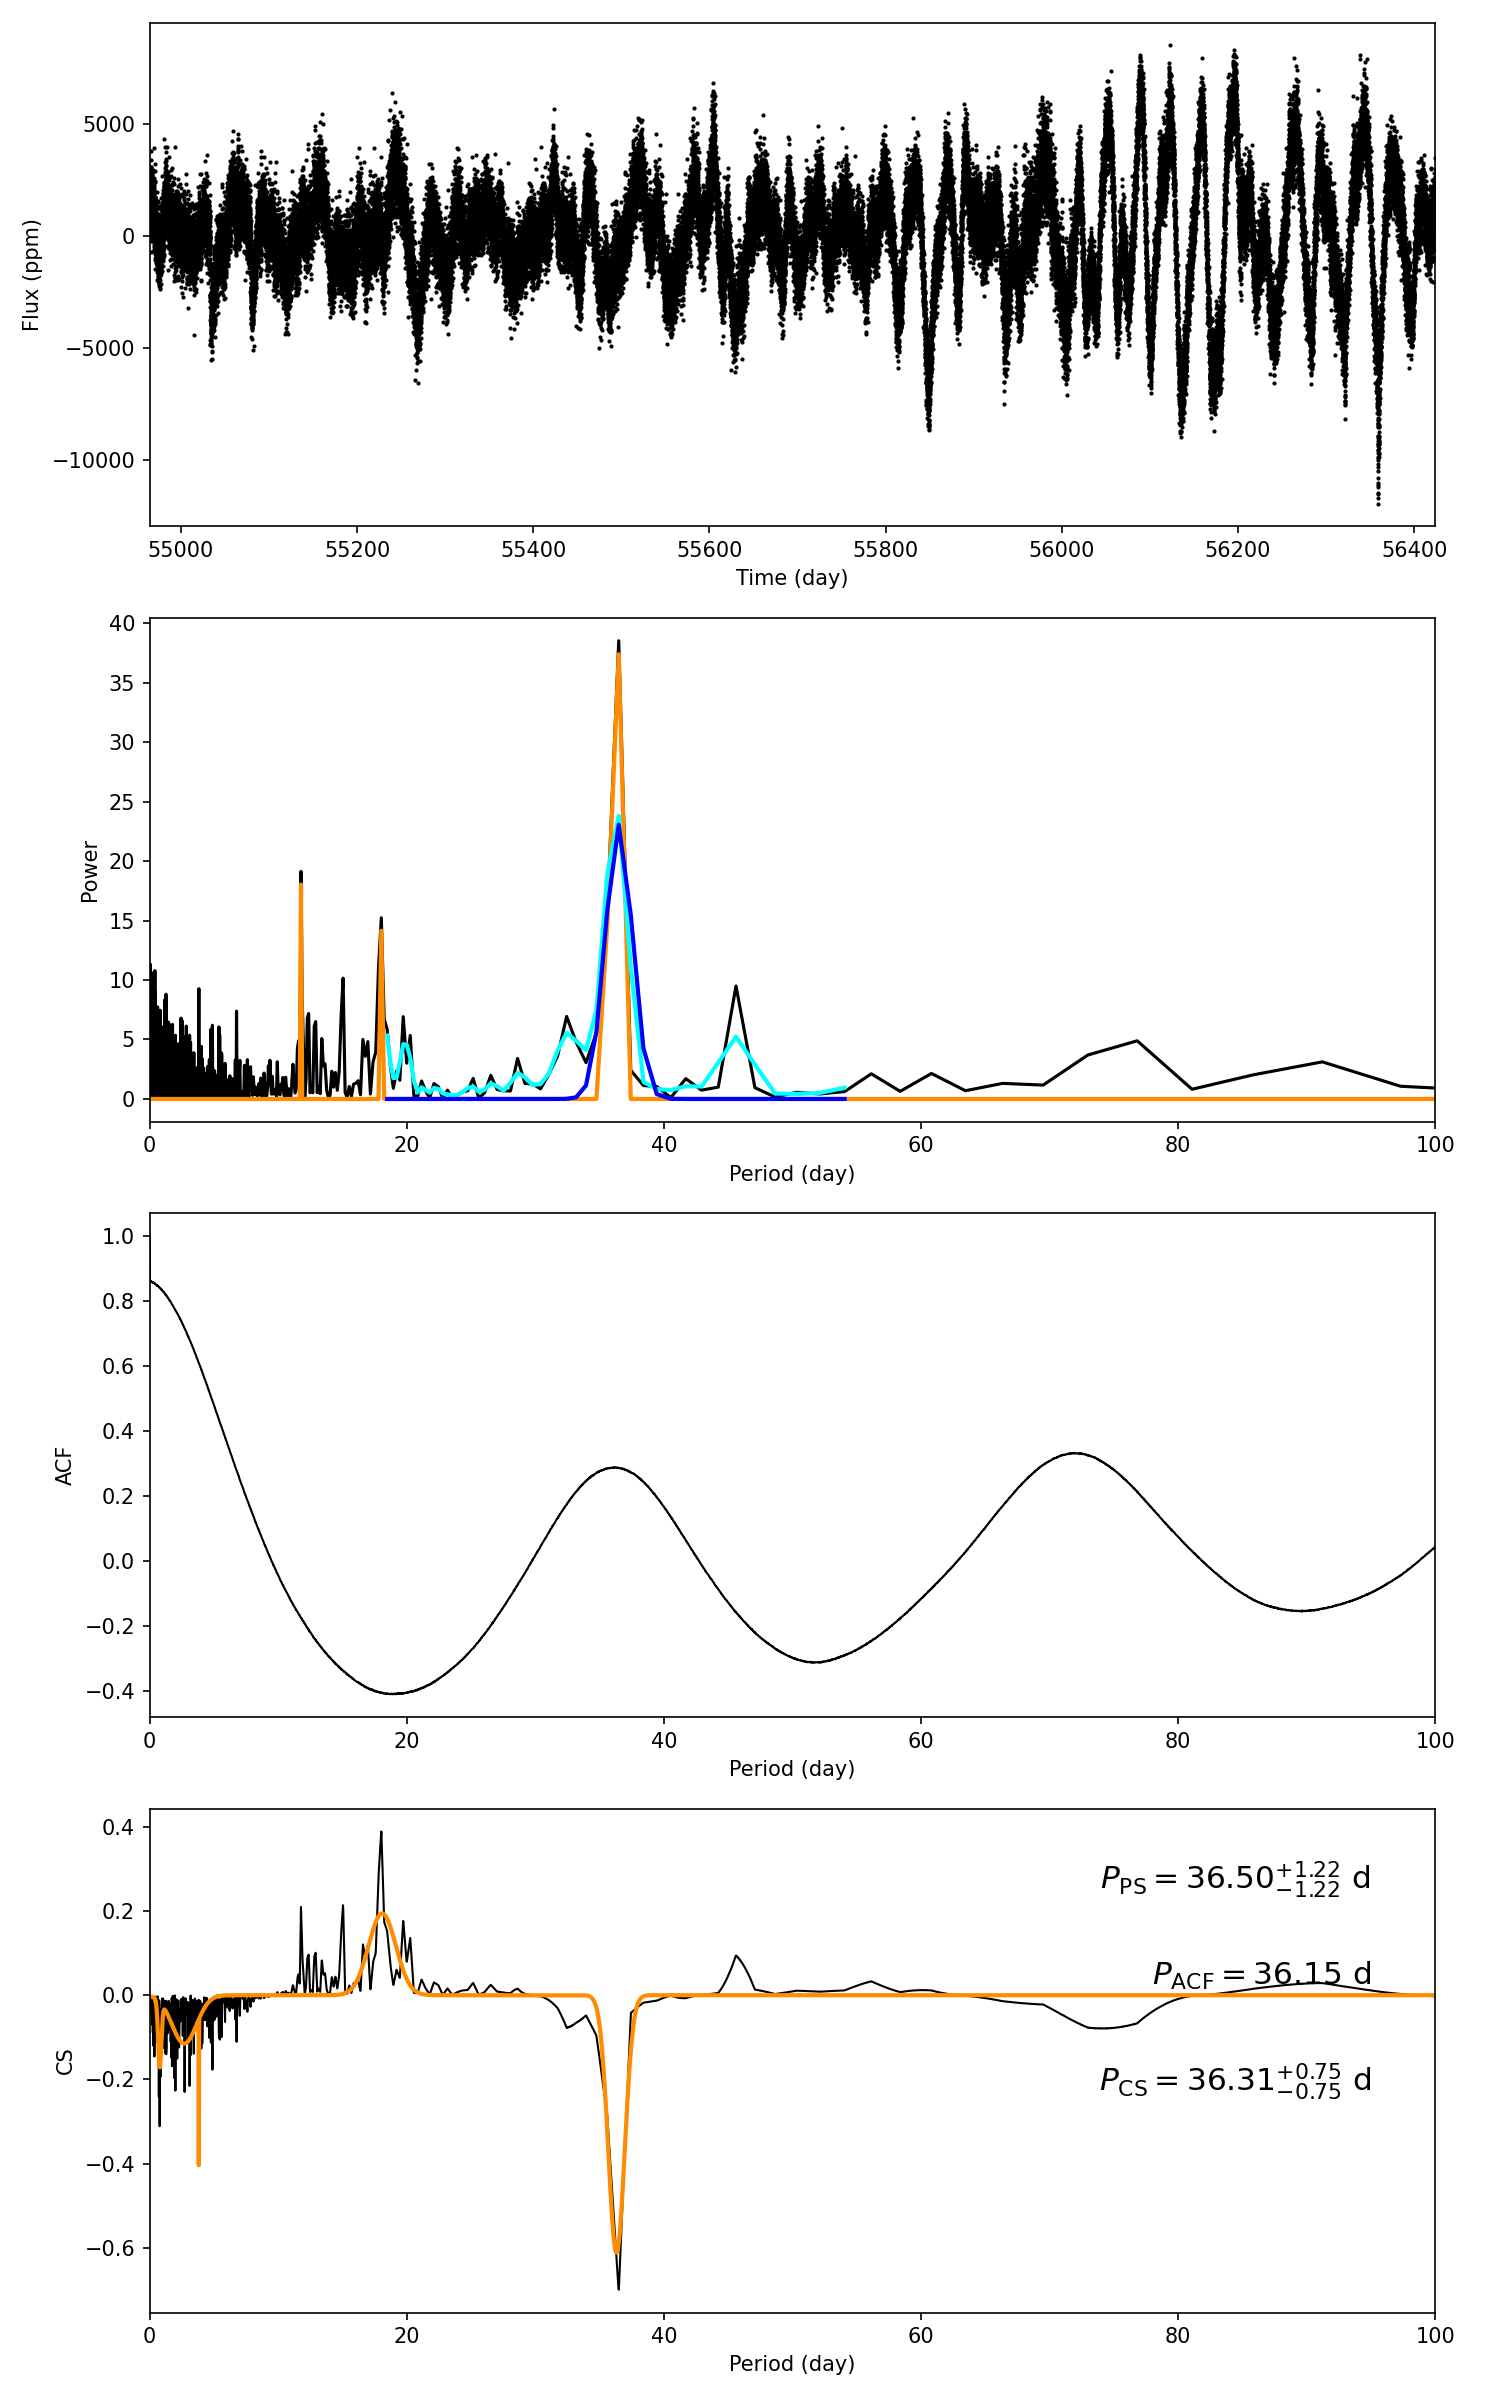 5000
0
−5000
−10000
Flux (ppm)
55000 55200 55400 55600 55800 56000 56200 56400
Time (day)
40
35
30
25
20
15
10
5
0
Power
0 20 40 60 80 100
Period (day)
1.0
0.8
0.6
0.4
0.2
0.0
−0.2
−0.4
ACF
0 20 40 60 80 100
Period (day)
0.4
0.2
0.0
−0.2
−0.4
−0.6
CS
P_PS = 36.50^{+1.22}_{−1.22} d
P_ACF = 36.15 d
P_CS = 36.31^{+0.75}_{−0.75} d
0 20 40 60 80 100
Period (day)